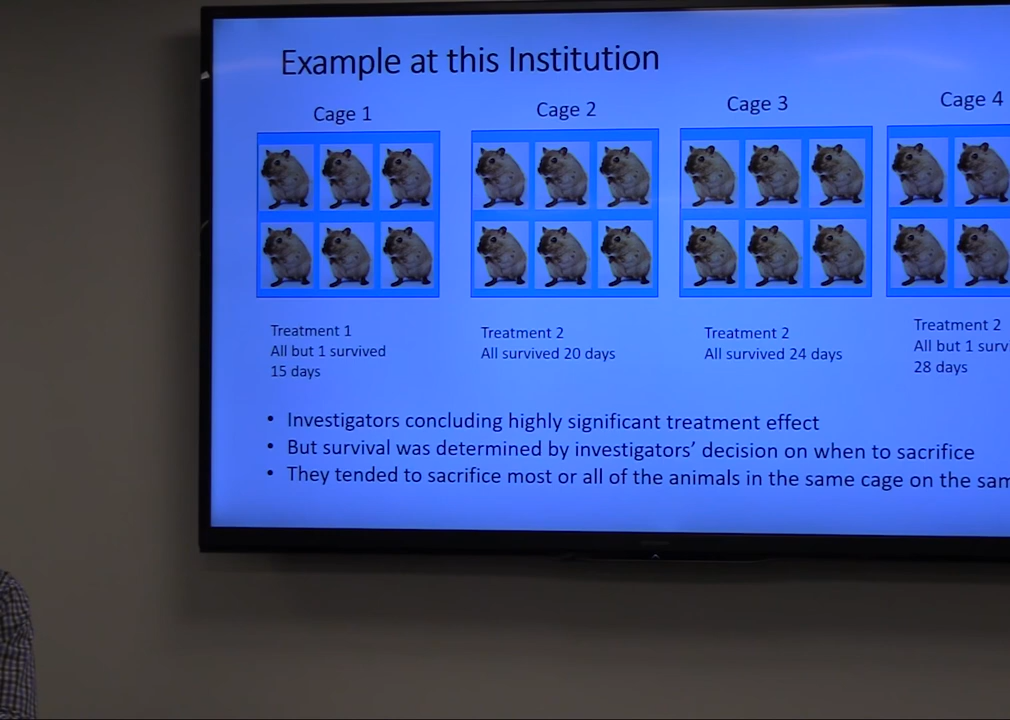 Example at this Institution
Cage 1
Cage 2
Cage 3
Cage 4
Treatment 1
All but 1 survived
15 days
Treatment 2
All survived 20 days
Treatment 2
All survived 24 days
Treatment 2
All but 1 surv
28 days
• Investigators concluding highly significant treatment effect
• But survival was determined by investigators' decision on when to sacrifice
• They tended to sacrifice most or all of the animals in the same cage on the sam